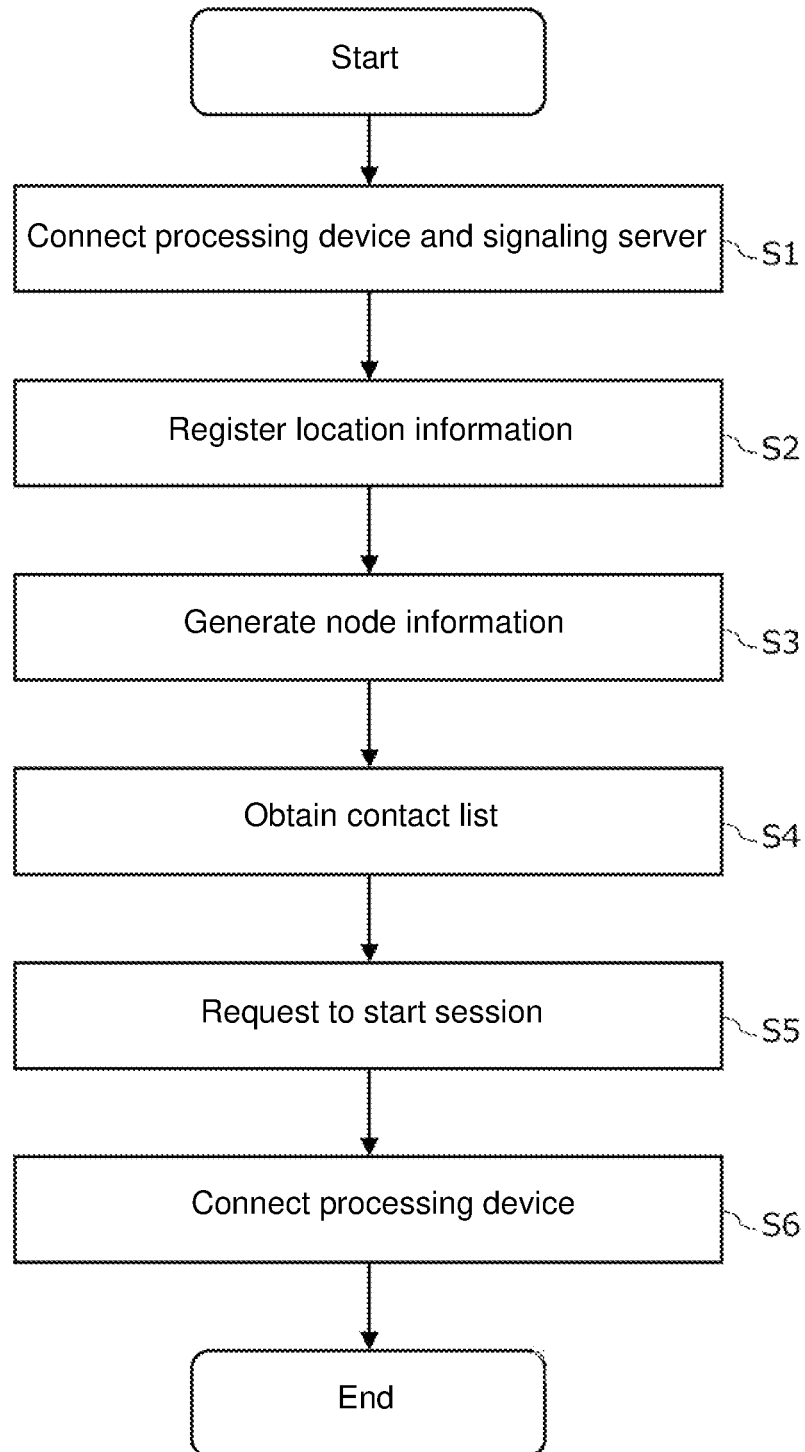 Start
Connect processing device and signaling server
S1
Register location information
S2
Generate node information
S3
Obtain contact list
S4
Request to start session
S5
Connect processing device
S6
End